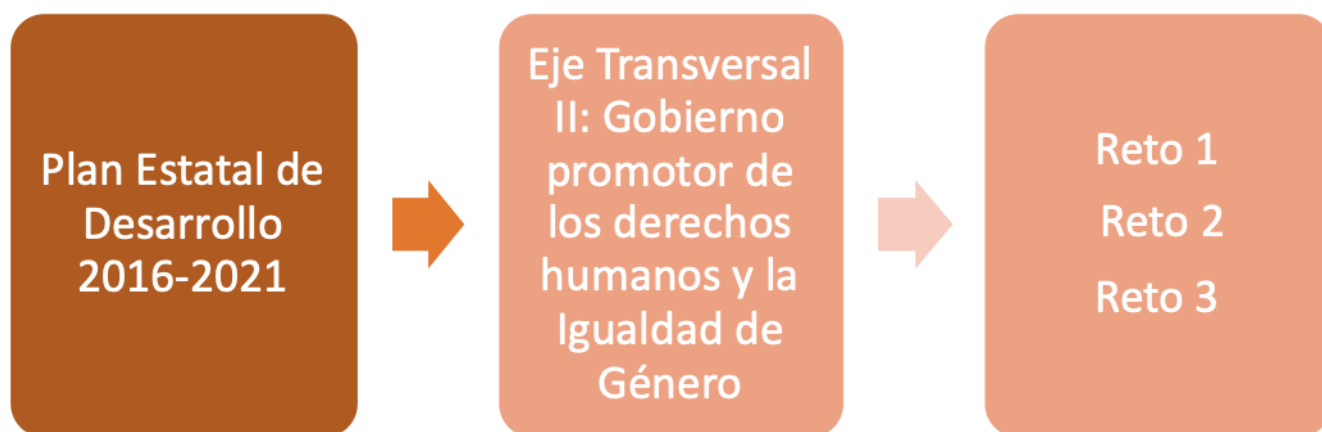 Plan Estatal de
Desarrollo
2016-2021
Eje Transversal
II: Gobierno
promotor de
los derechos
humanos y la
Igualdad de
Género
Reto 1
Reto 2
Reto 3